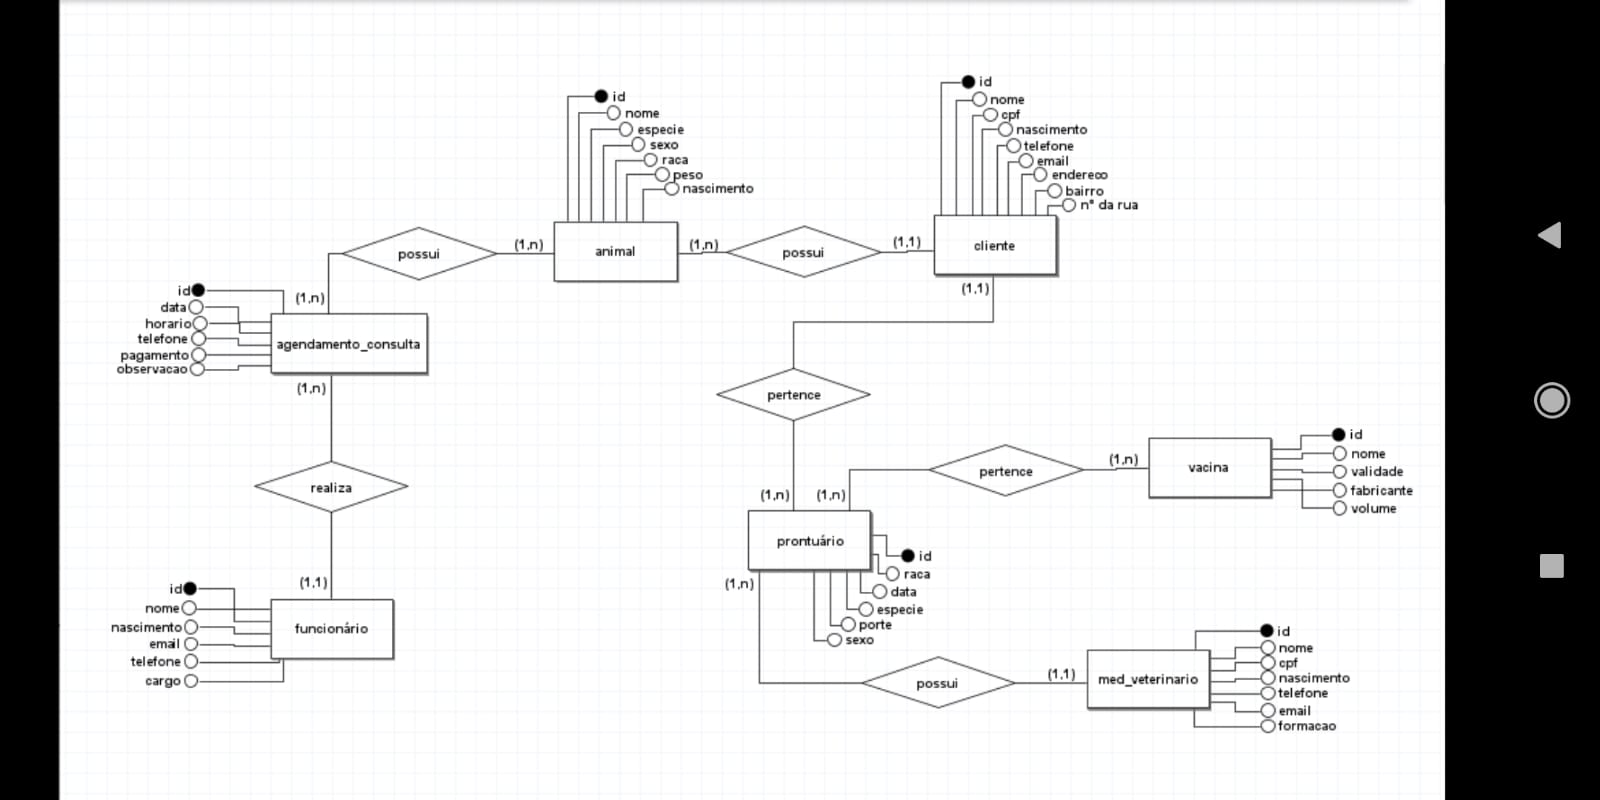 id
nome
especie
sexo
raca
peso
nascimento
id
nome
cpf
nascimento
telefone
email
endereco
bairro
n° da rua
possui
(1,n)
animal
(1,n)
possui
(1,1)
cliente
(1,1)
(1,n)
id
data
horario
telefone
pagamento
observacao
agendamento_consulta
(1,n)
pertence
realiza
(1,1)
id
nome
nascimento
email
telefone
cargo
funcionário
pertence
(1,n)
vacina
id
nome
validade
fabricante
volume
(1,n)
(1,n)
prontuário
(1,n)
id
raca
data
especie
porte
sexo
possui
(1,1)
med_veterinario
id
nome
cpf
nascimento
telefone
email
formacao